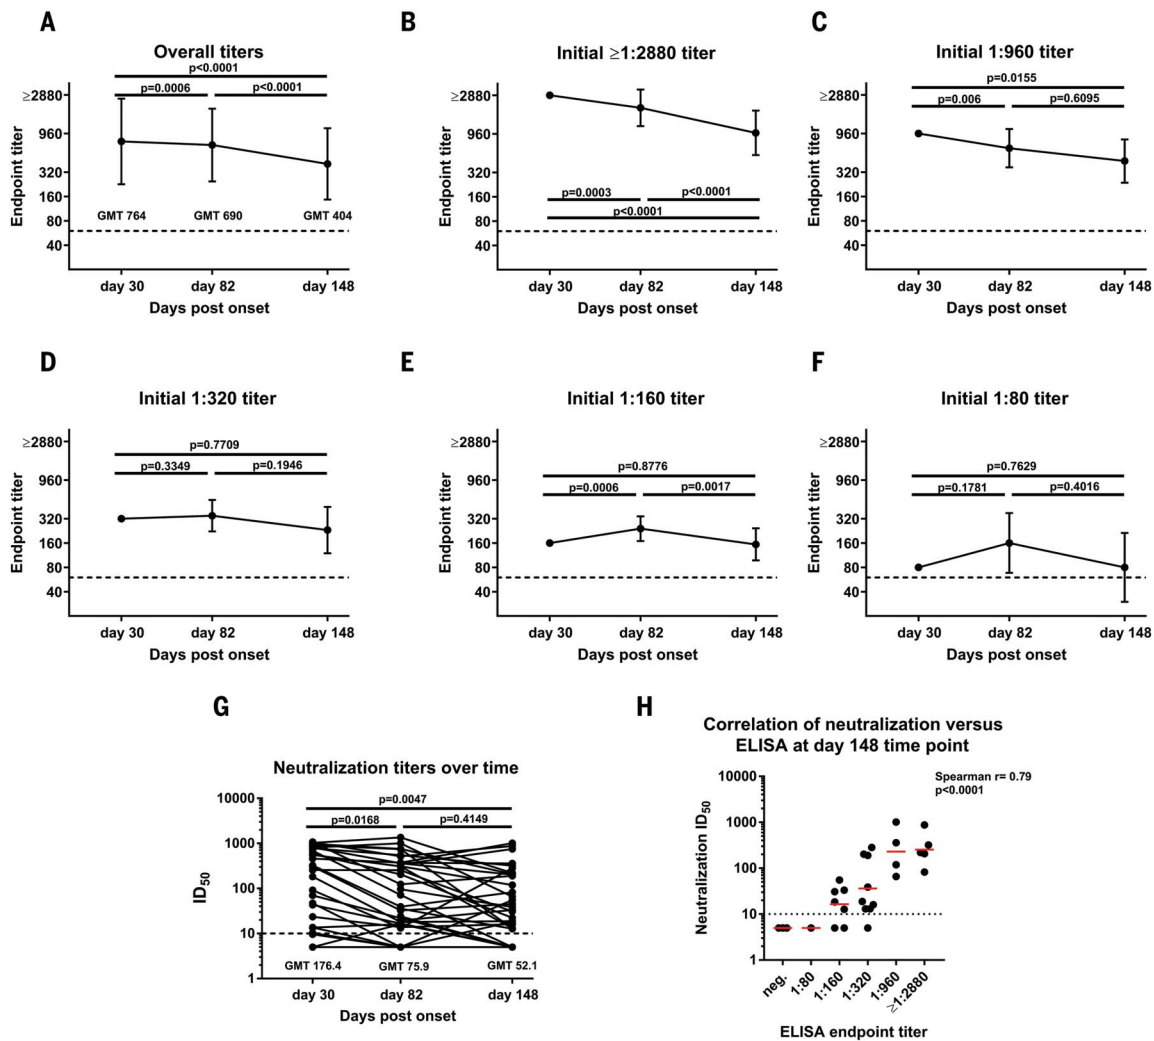 A
Overall titers
p<0.0001
p=0.0006
p<0.0001
≥2880
960
320
160
80
40
Endpoint titer
GMT 764
GMT 690
GMT 404
day 30
day 82
day 148
Days post onset
B
Initial ≥1:2880 titer
≥2880
960
320
160
80
40
Endpoint titer
p=0.0003
p<0.0001
p<0.0001
day 30
day 82
day 148
Days post onset
C
Initial 1:960 titer
p=0.0155
p=0.006
p=0.6095
≥2880
960
320
160
80
40
Endpoint titer
day 30
day 82
day 148
Days post onset
D
Initial 1:320 titer
p=0.7709
p=0.3349
p=0.1946
≥2880
960
320
160
80
40
Endpoint titer
day 30
day 82
day 148
Days post onset
E
Initial 1:160 titer
p=0.8776
p=0.0006
p=0.0017
≥2880
960
320
160
80
40
Endpoint titer
day 30
day 82
day 148
Days post onset
F
Initial 1:80 titer
p=0.7629
p=0.1781
p=0.4016
≥2880
960
320
160
80
40
Endpoint titer
day 30
day 82
day 148
Days post onset
G
Neutralization titers over time
p=0.0047
p=0.0168
p=0.4149
10000
1000
100
10
1
ID50
GMT 176.4
GMT 75.9
GMT 52.1
day 30
day 82
day 148
Days post onset
H
Correlation of neutralization versus
ELISA at day 148 time point
Spearman r= 0.79
p<0.0001
10000
1000
100
10
1
Neutralization ID50
neg.
1:80
1:160
1:320
1:960
≥1:2880
ELISA endpoint titer